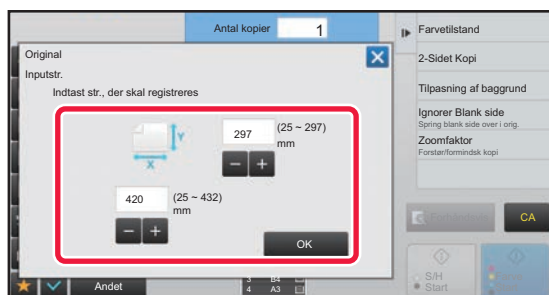 Antal kopier 1
Original
Inputstr.
Indtast str., der skal registreres
Y
X
297
(25 ~ 297)
mm
420
(25 ~ 432)
mm
OK
Andet
3 B4
4 A3
Farvetilstand
2-Sidet Kopi
Tilpasning af baggrund
Ignorer Blank side
Spring blank side over i orig.
Zoomfaktor
Forstør/formindsk kopi
CA
S/H
Start